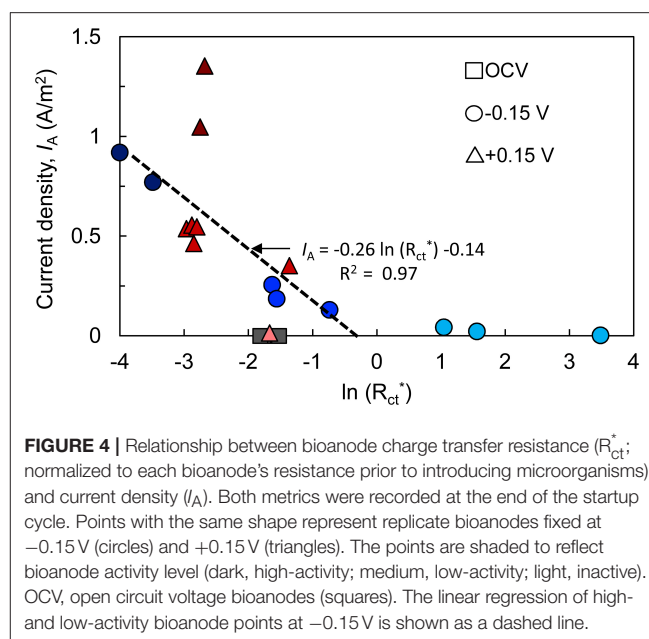 1.5
1
0.5
0
Current density, I_A (A/m²)
OCV
-0.15 V
+0.15 V
I_A = -0.26 ln (R_ct*) -0.14
R² = 0.97
-4 -3 -2 -1 0 1 2 3 4
ln (R_ct*)
FIGURE 4 | Relationship between bioanode charge transfer resistance (R*_ct;
normalized to each bioanode's resistance prior to introducing microorganisms)
and current density (I_A). Both metrics were recorded at the end of the startup
cycle. Points with the same shape represent replicate bioanodes fixed at
−0.15 V (circles) and +0.15 V (triangles). The points are shaded to reflect
bioanode activity level (dark, high-activity; medium, low-activity; light, inactive).
OCV, open circuit voltage bioanodes (squares). The linear regression of high-
and low-activity bioanode points at −0.15 V is shown as a dashed line.